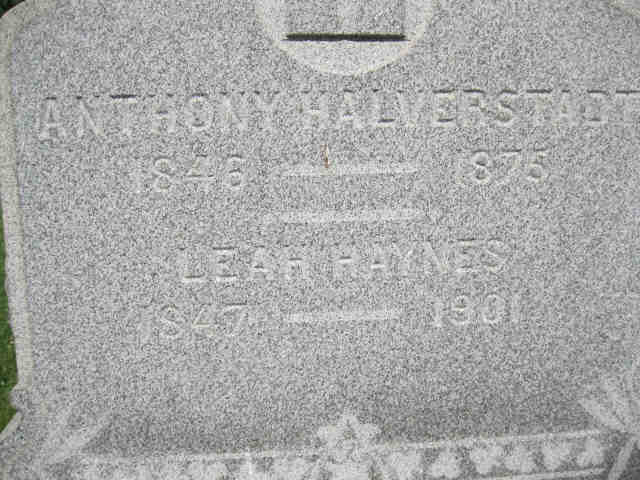 ANTHONY HALVERSTADT
1846 — 1875
LEAH HAYNES
1847 — 1901